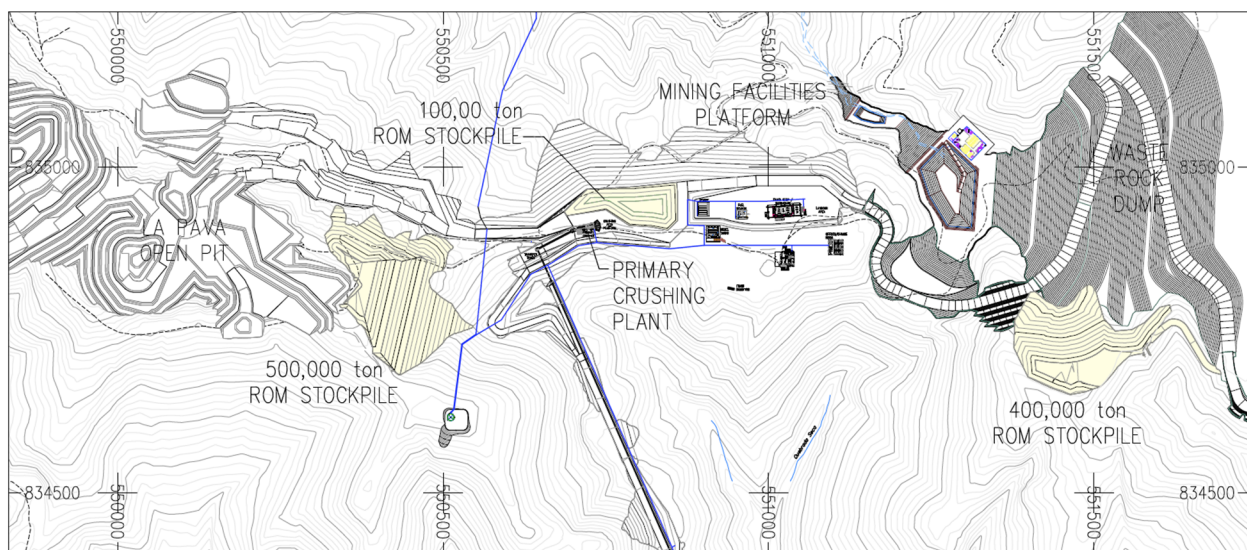 550000
550500
551000
551500
100,00 ton
ROM STOCKPILE
MINING FACILITIES
PLATFORM
835000
835000
WASTE
ROCK
DUMP
LA PAVA
OPEN PIT
PRIMARY
CRUSHING
PLANT
500,000 ton
ROM STOCKPILE
400,000 ton
ROM STOCKPILE
Quebrada Seca
834500
834500
550000
550500
551000
551500